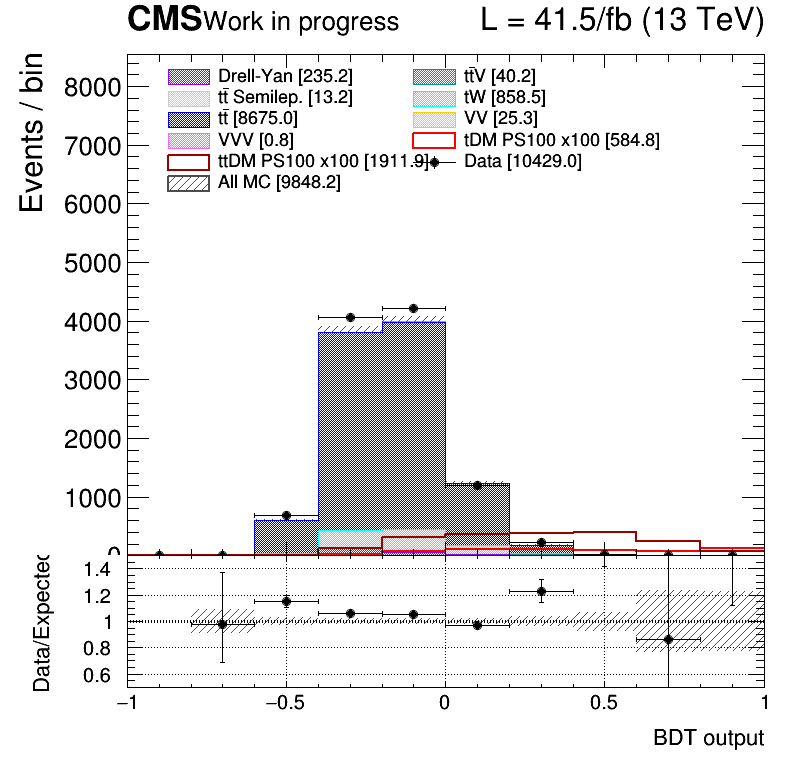 CMS Work in progress L = 41.5/fb (13 TeV)
Events / bin
8000
7000
6000
5000
4000
3000
2000
1000
0
Drell-Yan [235.2] tt̄V [40.2]
tt̄ Semilep. [13.2] tW [858.5]
tt̄ [8675.0] VV [25.3]
VVV [0.8] tDM PS100 x100 [584.8]
ttDM PS100 x100 [1911.9] Data [10429.0]
All MC [9848.2]
Data/Expected
1.4
1.2
1
0.8
0.6
−1 −0.5 0 0.5 1
BDT output